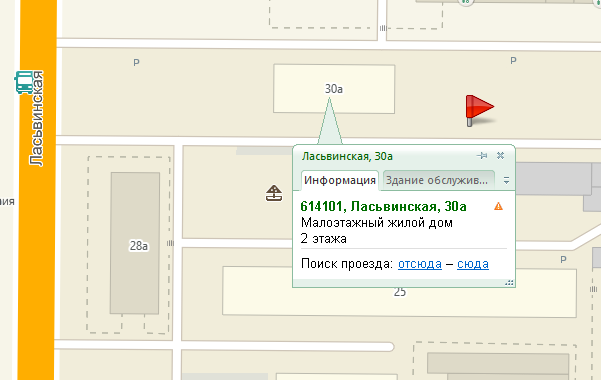 P
P
30а
Ласьвинская
Ласьвинская, 30а
Информация
Здание обслужив...
614101, Ласьвинская, 30а
Малоэтажный жилой дом
2 этажа
Поиск проезда: отсюда – сюда
ния
28а
P
25